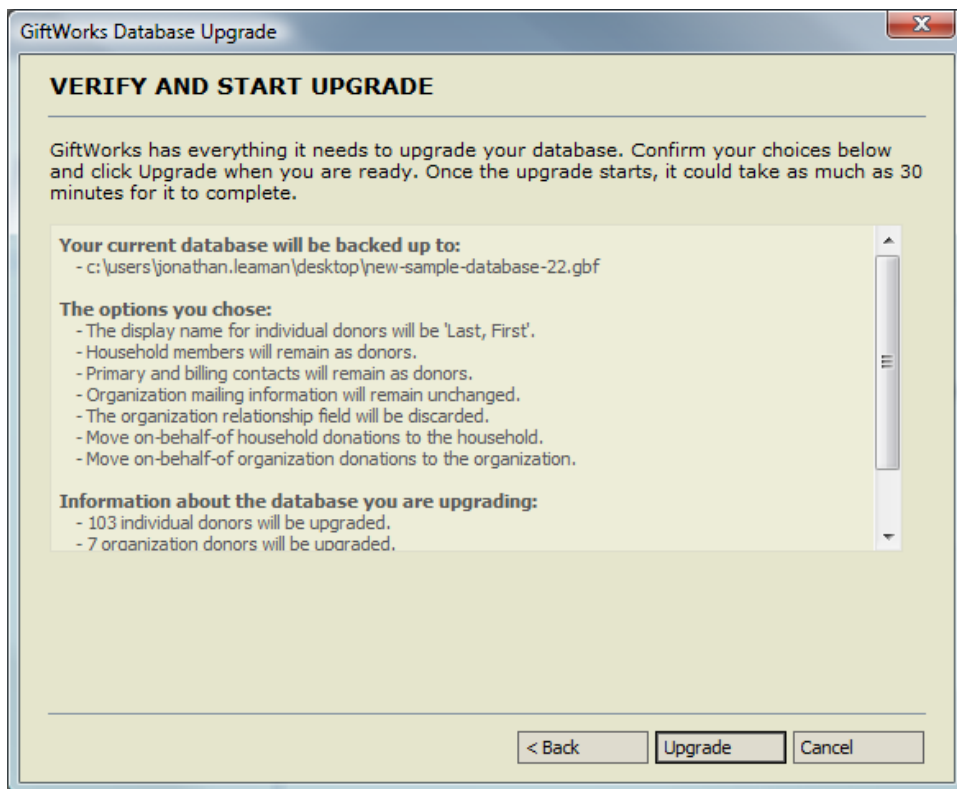 GiftWorks Database Upgrade
VERIFY AND START UPGRADE
GiftWorks has everything it needs to upgrade your database. Confirm your choices below
and click Upgrade when you are ready. Once the upgrade starts, it could take as much as 30
minutes for it to complete.
Your current database will be backed up to:
- c:\users\jonathan.leaman\desktop\new-sample-database-22.gbf
The options you chose:
- The display name for individual donors will be 'Last, First'.
- Household members will remain as donors.
- Primary and billing contacts will remain as donors.
- Organization mailing information will remain unchanged.
- The organization relationship field will be discarded.
- Move on-behalf-of household donations to the household.
- Move on-behalf-of organization donations to the organization.
Information about the database you are upgrading:
- 103 individual donors will be upgraded.
- 7 organization donors will be upgraded.
< Back
Upgrade
Cancel